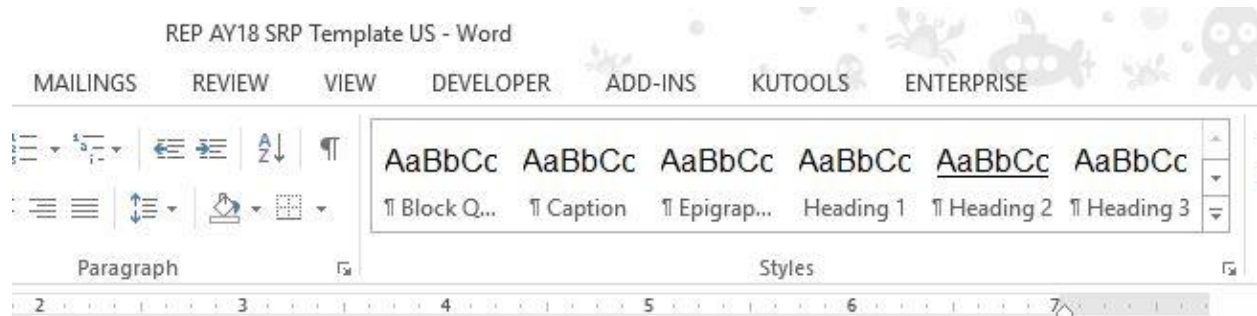 REP AY18 SRP Template US - Word
MAILINGS REVIEW VIEW DEVELOPER ADD-INS KUTOOLS ENTERPRISE
AaBbCc AaBbCc AaBbCc AaBbCc AaBbCc AaBbCc
¶ Block Q... ¶ Caption ¶ Epigrap... Heading 1 ¶ Heading 2 ¶ Heading 3
Paragraph Styles
2 3 4 5 6 7